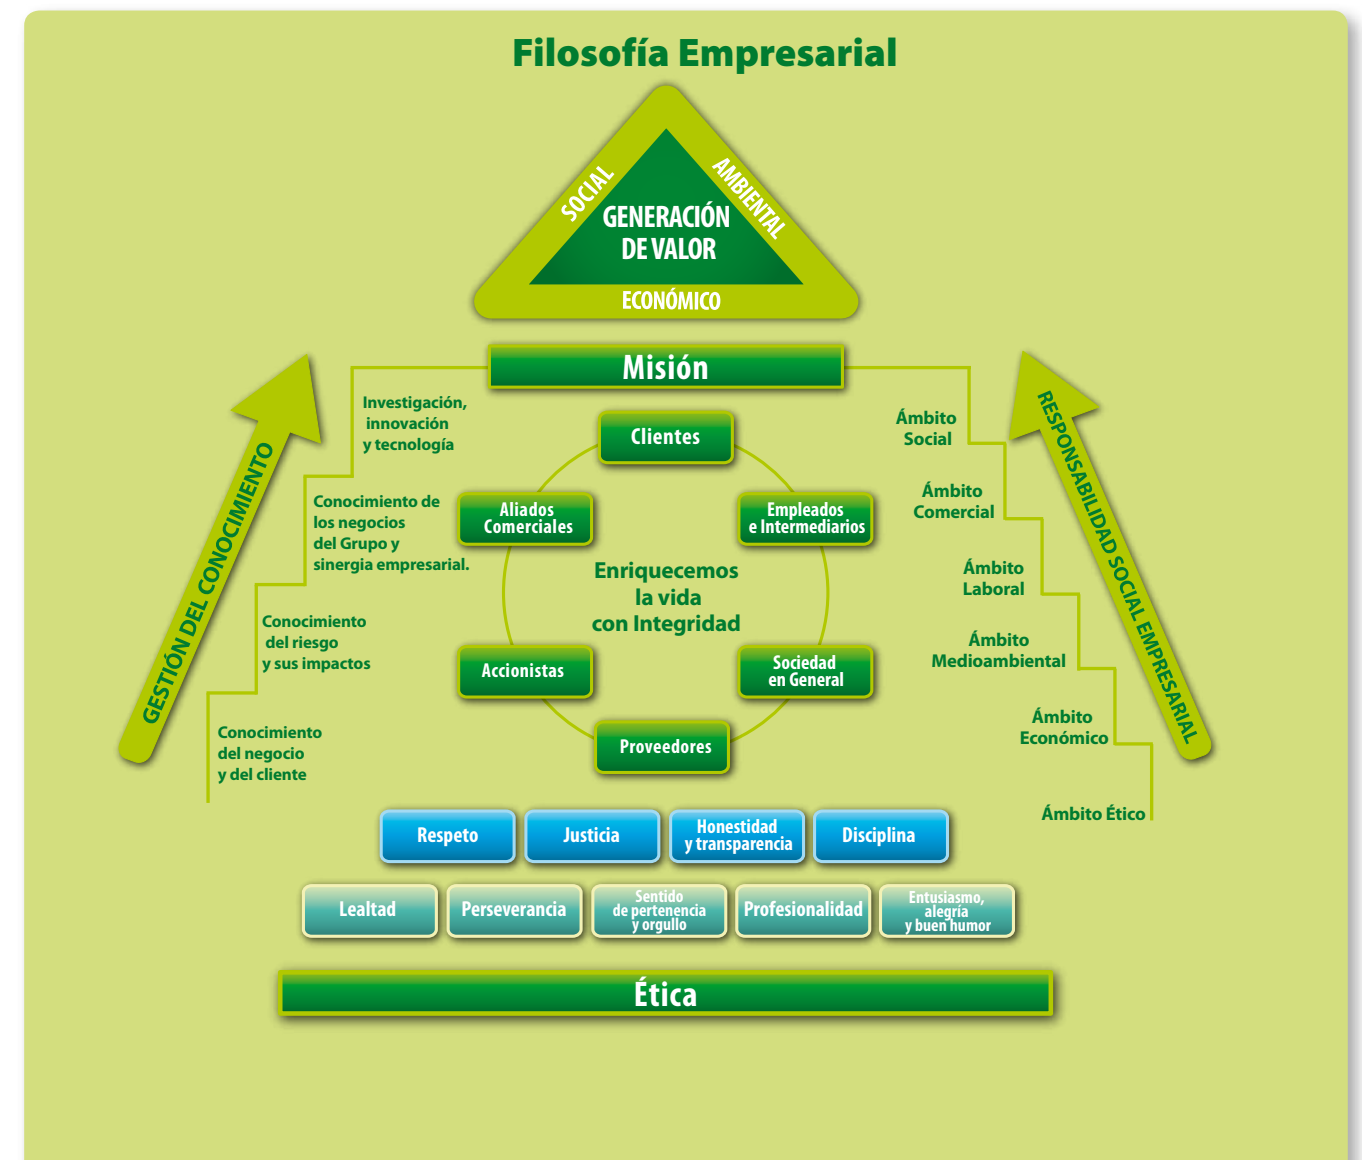 Filosofía Empresarial
SOCIAL
AMBIENTAL
GENERACIÓN
DE VALOR
ECONÓMICO
Misión
GESTIÓN DEL CONOCIMIENTO
Investigación,
innovación
y tecnología
Conocimiento de
los negocios
del Grupo y
sinergia empresarial.
Conocimiento
del riesgo
y sus impactos
Conocimiento
del negocio
y del cliente
Clientes
Aliados
Comerciales
Empleados
e Intermediarios
Enriquecemos
la vida
con Integridad
Accionistas
Sociedad
en General
Proveedores
Ámbito
Social
Ámbito
Comercial
Ámbito
Laboral
Ámbito
Medioambiental
Ámbito
Económico
Ámbito Ético
RESPONSABILIDAD SOCIAL EMPRESARIAL
Respeto
Justicia
Honestidad
y transparencia
Disciplina
Lealtad
Perseverancia
Sentido
de pertenencia
y orgullo
Profesionalidad
Entusiasmo,
alegría
y buen humor
Ética